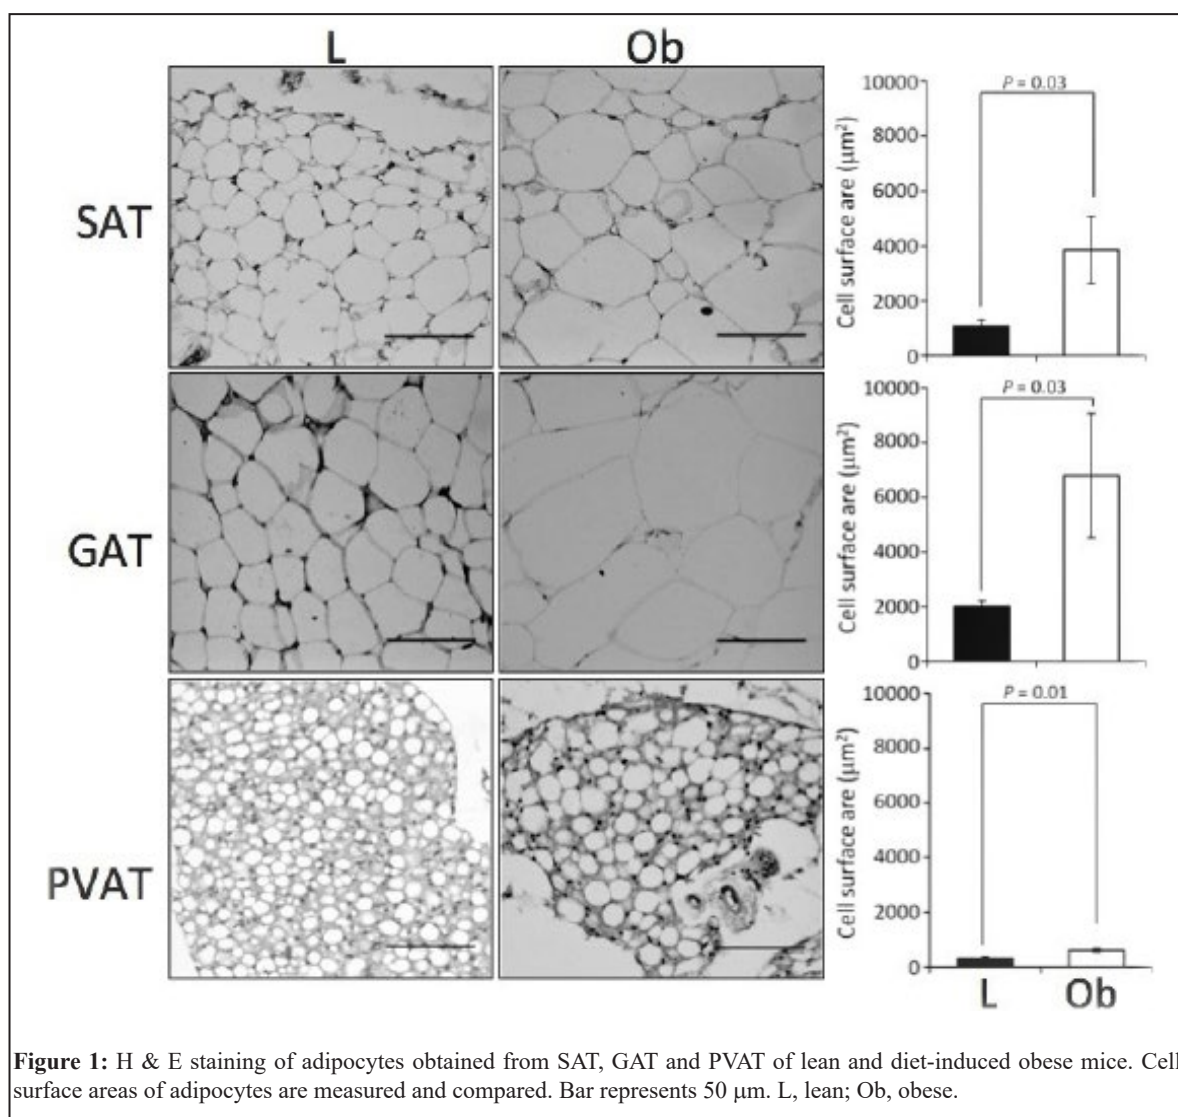 L Ob
SAT
Cell surface are (μm²)
10000
8000
6000
4000
2000
0
P = 0.03
GAT
Cell surface are (μm²)
10000
8000
6000
4000
2000
0
P = 0.03
PVAT
Cell surface are (μm²)
10000
8000
6000
4000
2000
0
P = 0.01
L Ob
Figure 1: H & E staining of adipocytes obtained from SAT, GAT and PVAT of lean and diet-induced obese mice. Cell
surface areas of adipocytes are measured and compared. Bar represents 50 μm. L, lean; Ob, obese.